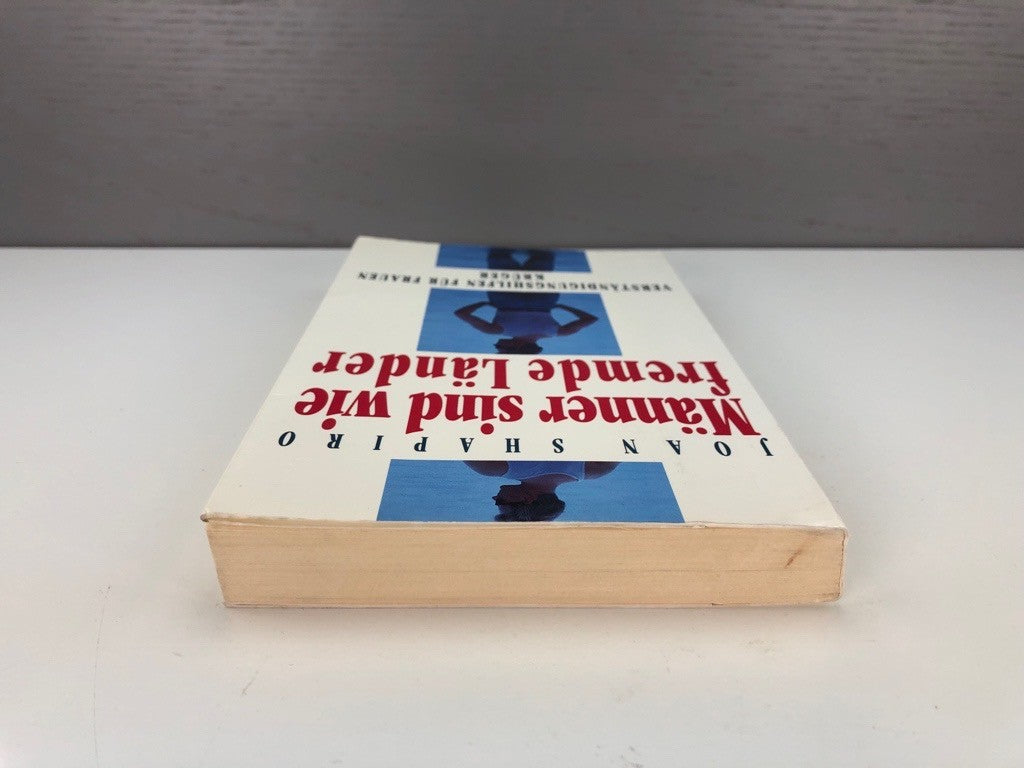 JOAN SHAPIRO
Männer sind wie
fremde Länder
VERSTÄNDIGUNGSHILFEN FÜR FRAUEN
KRÜGER